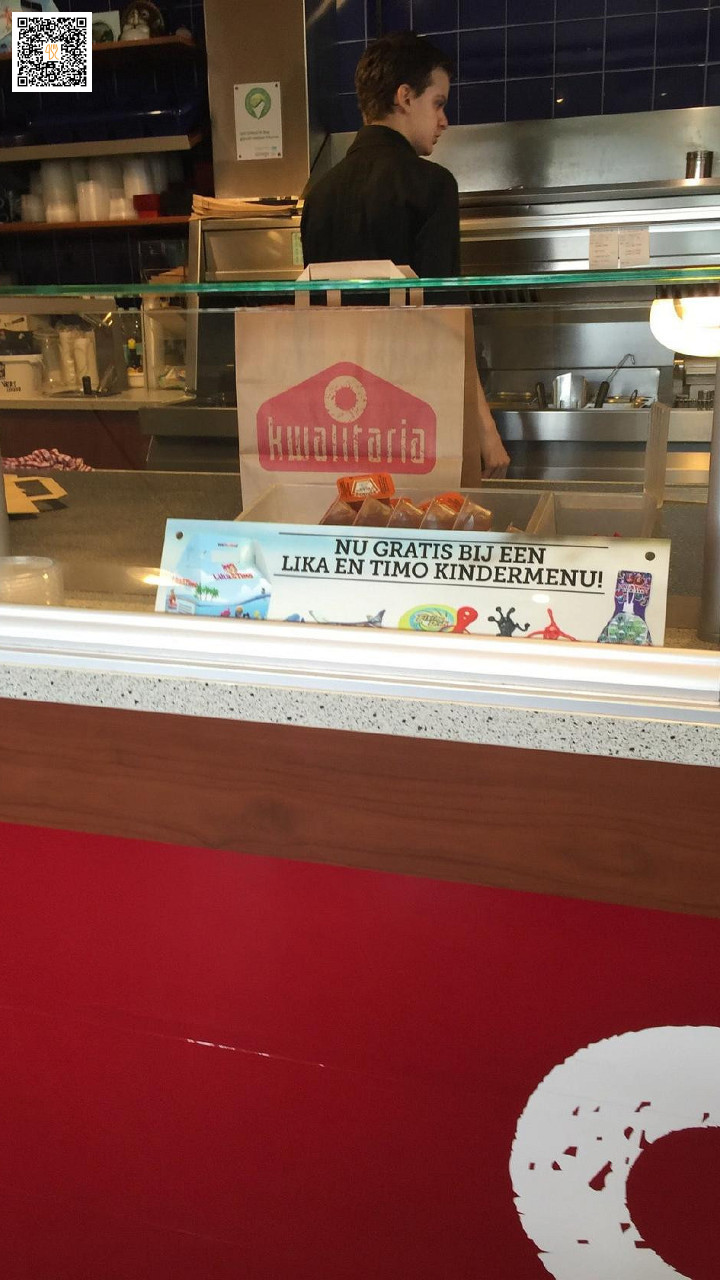 kwalitaria
NU GRATIS BIJ EEN
LIKA EN TIMO KINDERMENU!